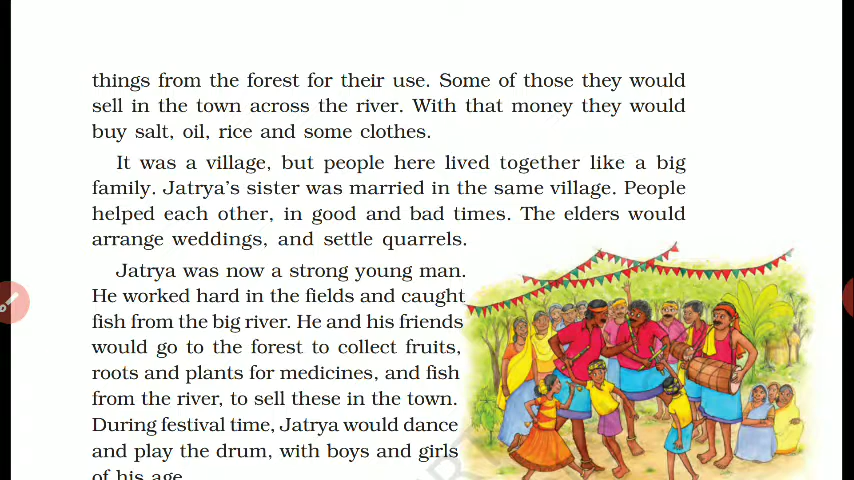 things from the forest for their use. Some of those they would
sell in the town across the river. With that money they would
buy salt, oil, rice and some clothes.
It was a village, but people here lived together like a big
family. Jatrya's sister was married in the same village. People
helped each other, in good and bad times. The elders would
arrange weddings, and settle quarrels.
Jatrya was now a strong young man.
He worked hard in the fields and caught
fish from the big river. He and his friends
would go to the forest to collect fruits,
roots and plants for medicines, and fish
from the river, to sell these in the town.
During festival time, Jatrya would dance
and play the drum, with boys and girls
of his age.